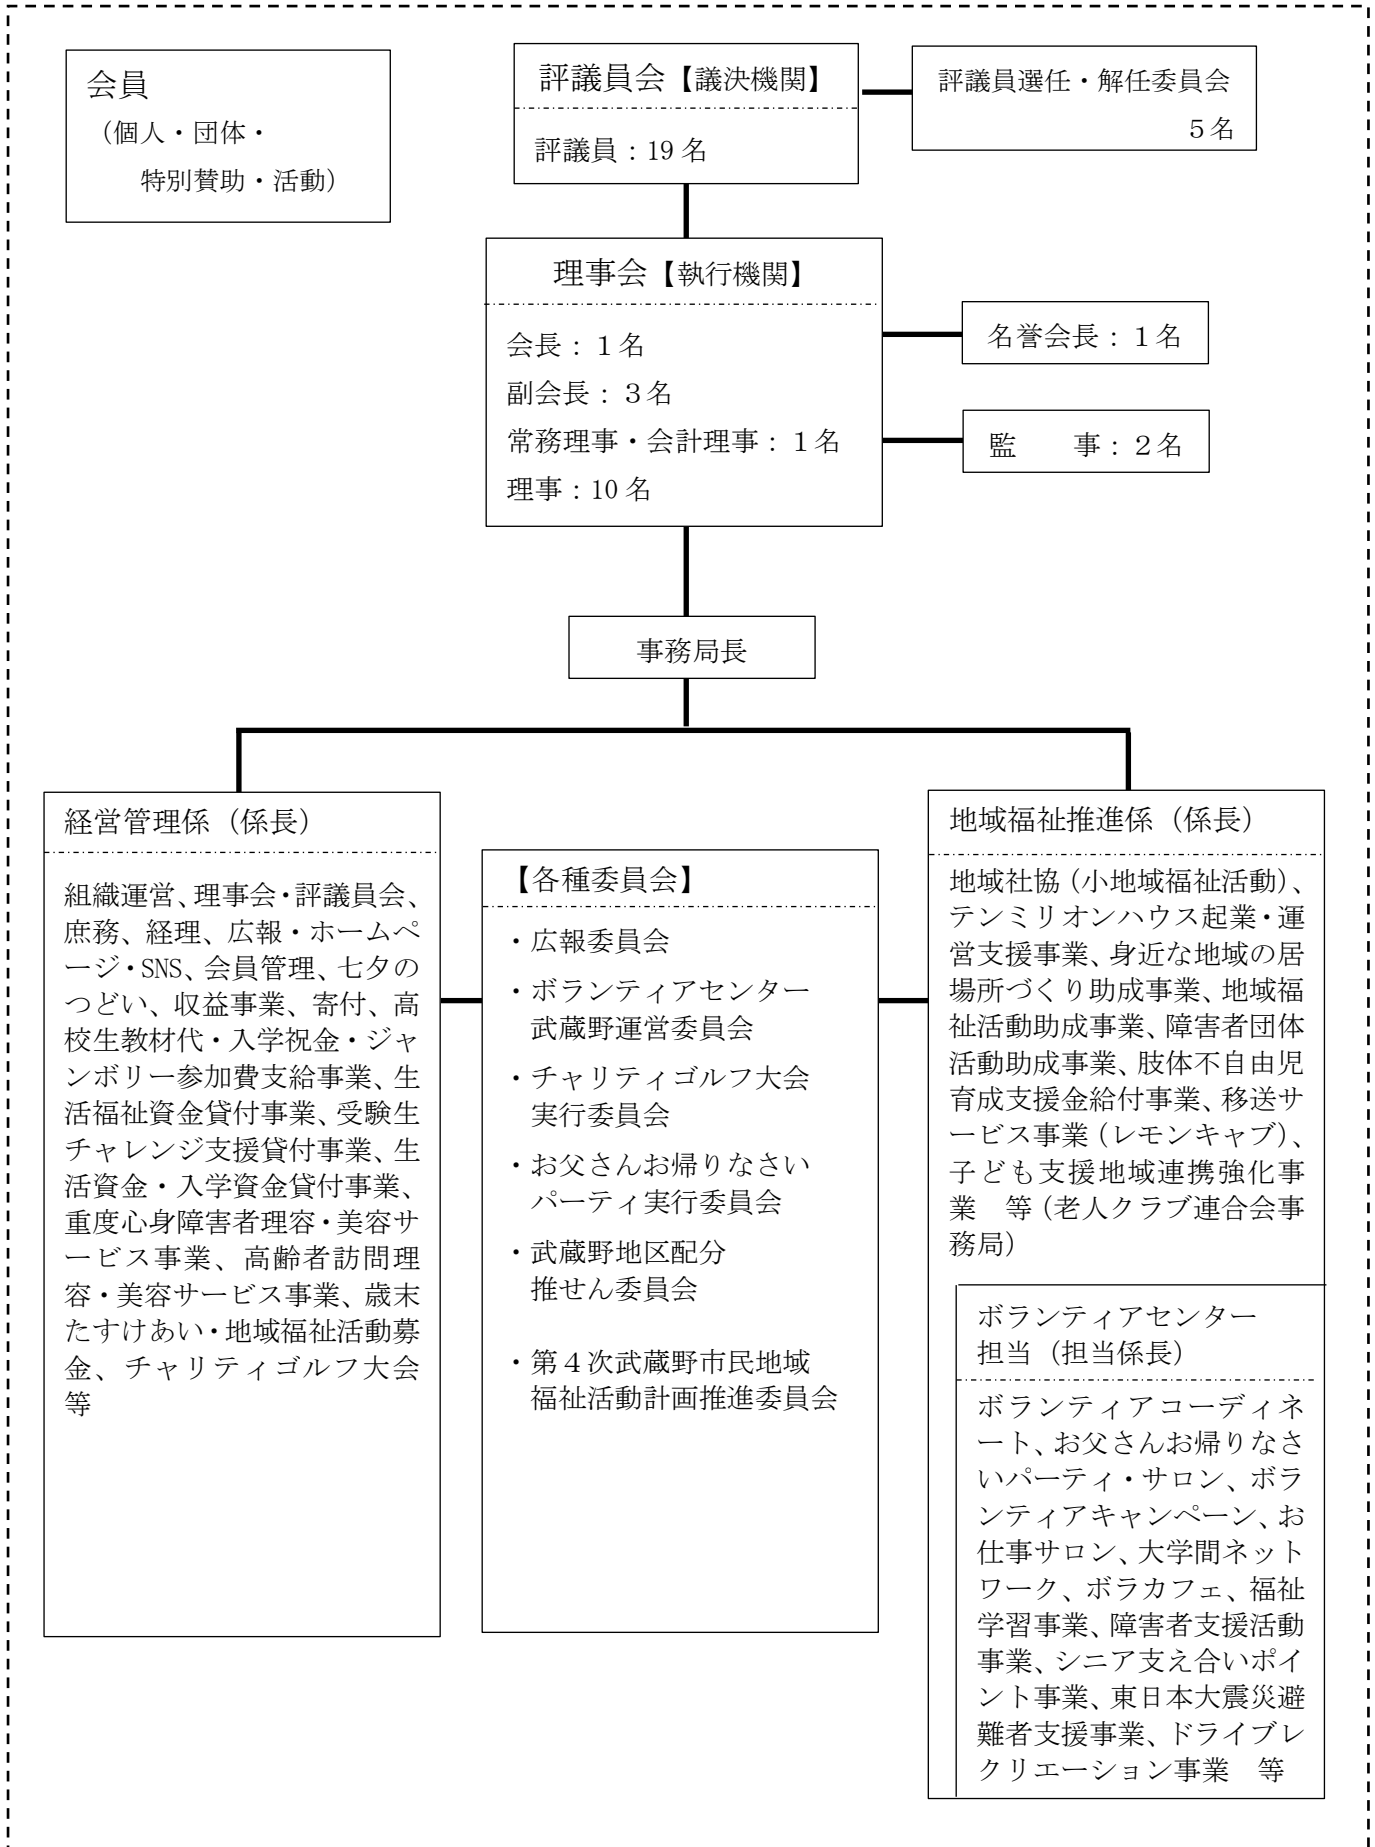 会員
（個人・団体・
特別賛助・活動）
評議員会【議決機関】
評議員：19名
評議員選任・解任委員会
５名
理事会【執行機関】
会長：１名
副会長：３名
常務理事・会計理事：１名
理事：10名
名誉会長：１名
監　事：２名
事務局長
経営管理係（係長）
組織運営、理事会・評議員会、
庶務、経理、広報・ホームペ
ージ・SNS、会員管理、七夕の
つどい、収益事業、寄付、高
校生教材代・入学祝金・ジャ
ンボリー参加費支給事業、生
活福祉資金貸付事業、受験生
チャレンジ支援貸付事業、生
活資金・入学資金貸付事業、
重度心身障害者理容・美容サ
ービス事業、高齢者訪問理
容・美容サービス事業、歳末
たすけあい・地域福祉活動募
金、チャリティゴルフ大会
等
【各種委員会】
・広報委員会
・ボランティアセンター
武蔵野運営委員会
・チャリティゴルフ大会
実行委員会
・お父さんお帰りなさい
パーティ実行委員会
・武蔵野地区配分
推せん委員会
・第４次武蔵野市民地域
福祉活動計画推進委員会
地域福祉推進係（係長）
地域社協（小地域福祉活動）、
テンミリオンハウス起業・運
営支援事業、身近な地域の居
場所づくり助成事業、地域福
祉活動助成事業、障害者団体
活動助成事業、肢体不自由児
育成支援金給付事業、移送サ
ービス事業（レモンキャブ）、
子ども支援地域連携強化事
業　等（老人クラブ連合会事
務局）
ボランティアセンター
担当（担当係長）
ボランティアコーディネ
ート、お父さんお帰りなさ
いパーティ・サロン、ボラ
ンティアキャンペーン、お
仕事サロン、大学間ネット
ワーク、ボラカフェ、福祉
学習事業、障害者支援活動
事業、シニア支え合いポイ
ント事業、東日本大震災避
難者支援事業、ドライブレ
クリエーション事業　等